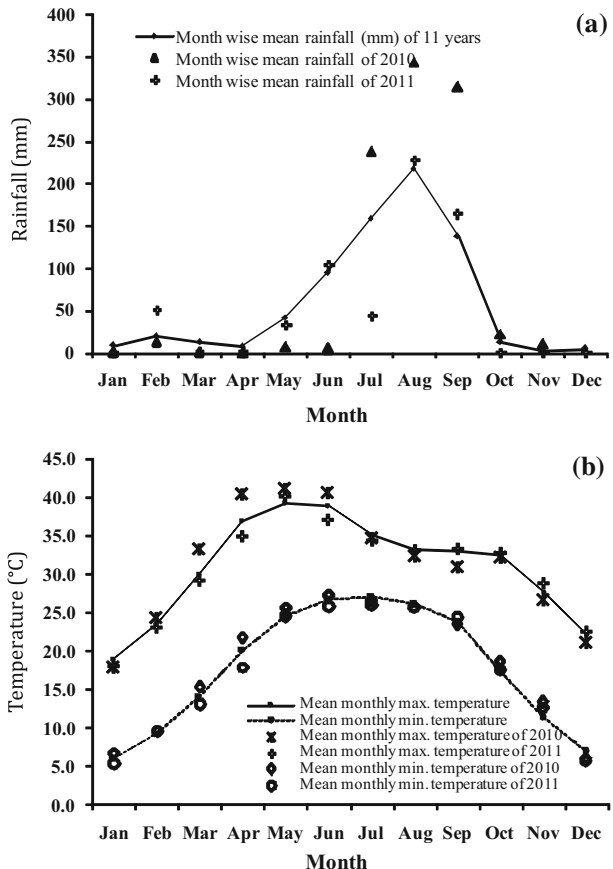 (a)
400
350
300
250
200
150
100
50
0
Rainfall (mm)
Month wise mean rainfall (mm) of 11 years
Month wise mean rainfall of 2010
Month wise mean rainfall of 2011
Jan Feb Mar Apr May Jun Jul Aug Sep Oct Nov Dec
Month
(b)
45.0
40.0
35.0
30.0
25.0
20.0
15.0
10.0
5.0
0.0
Temperature (°C)
Mean monthly max. temperature
Mean monthly min. temperature
Mean monthly max. temperature of 2010
Mean monthly max. temperature of 2011
Mean monthly min. temperature of 2010
Mean monthly min. temperature of 2011
Jan Feb Mar Apr May Jun Jul Aug Sep Oct Nov Dec
Month